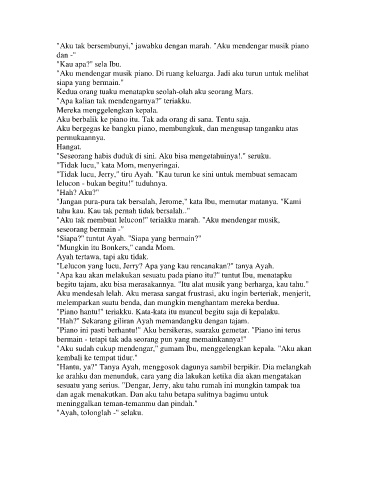 "Aku tak bersembunyi," jawabku dengan marah. "Aku mendengar musik piano
dan -"
"Kau apa?" sela Ibu.
"Aku mendengar musik piano. Di ruang keluarga. Jadi aku turun untuk melihat
siapa yang bermain."
Kedua orang tuaku menatapku seolah-olah aku seorang Mars.
"Apa kalian tak mendengarnya?" teriakku.
Mereka menggelengkan kepala.
Aku berbalik ke piano itu. Tak ada orang di sana. Tentu saja.
Aku bergegas ke bangku piano, membungkuk, dan mengusap tanganku atas
permukaannya.
Hangat.
"Seseorang habis duduk di sini. Aku bisa mengetahuinya!." seruku.
"Tidak lucu," kata Mom, menyeringai.
"Tidak lucu, Jerry," tiru Ayah. "Kau turun ke sini untuk membuat semacam
lelucon - bukan begitu!" tuduhnya.
"Hah? Aku?"
"Jangan pura-pura tak bersalah, Jerome," kata Ibu, memutar matanya. "Kami
tahu kau. Kau tak pernah tidak bersalah.."
"Aku tak membuat lelucon!" teriakku marah. "Aku mendengar musik,
seseorang bermain -"
"Siapa?" tuntut Ayah. "Siapa yang bermain?"
"Mungkin itu Bonkers," canda Mom.
Ayah tertawa, tapi aku tidak.
"Lelucon yang lucu, Jerry? Apa yang kau rencanakan?" tanya Ayah.
"Apa kau akan melakukan sesuatu pada piano itu?" tuntut Ibu, menatapku
begitu tajam, aku bisa merasakannya. "Itu alat musik yang berharga, kau tahu."
Aku mendesah lelah. Aku merasa sangat frustasi, aku ingin berteriak, menjerit,
melemparkan suatu benda, dan mungkin menghantam mereka berdua.
"Piano hantu!" teriakku. Kata-kata itu muncul begitu saja di kepalaku.
"Hah?" Sekarang giliran Ayah memandangku dengan tajam.
"Piano ini pasti berhantu!" Aku bersikeras, suaraku gemetar. "Piano ini terus
bermain - tetapi tak ada seorang pun yang memainkannya!"
"Aku sudah cukup mendengar," gumam Ibu, menggelengkan kepala. "Aku akan
kembali ke tempat tidur."
"Hantu, ya?" Tanya Ayah, menggosok dagunya sambil berpikir. Dia melangkah
ke arahku dan menunduk, cara yang dia lakukan ketika dia akan mengatakan
sesuatu yang serius. "Dengar, Jerry, aku tahu rumah ini mungkin tampak tua
dan agak menakutkan. Dan aku tahu betapa sulitnya bagimu untuk
meninggalkan teman-temanmu dan pindah."
"Ayah, tolonglah -" selaku.